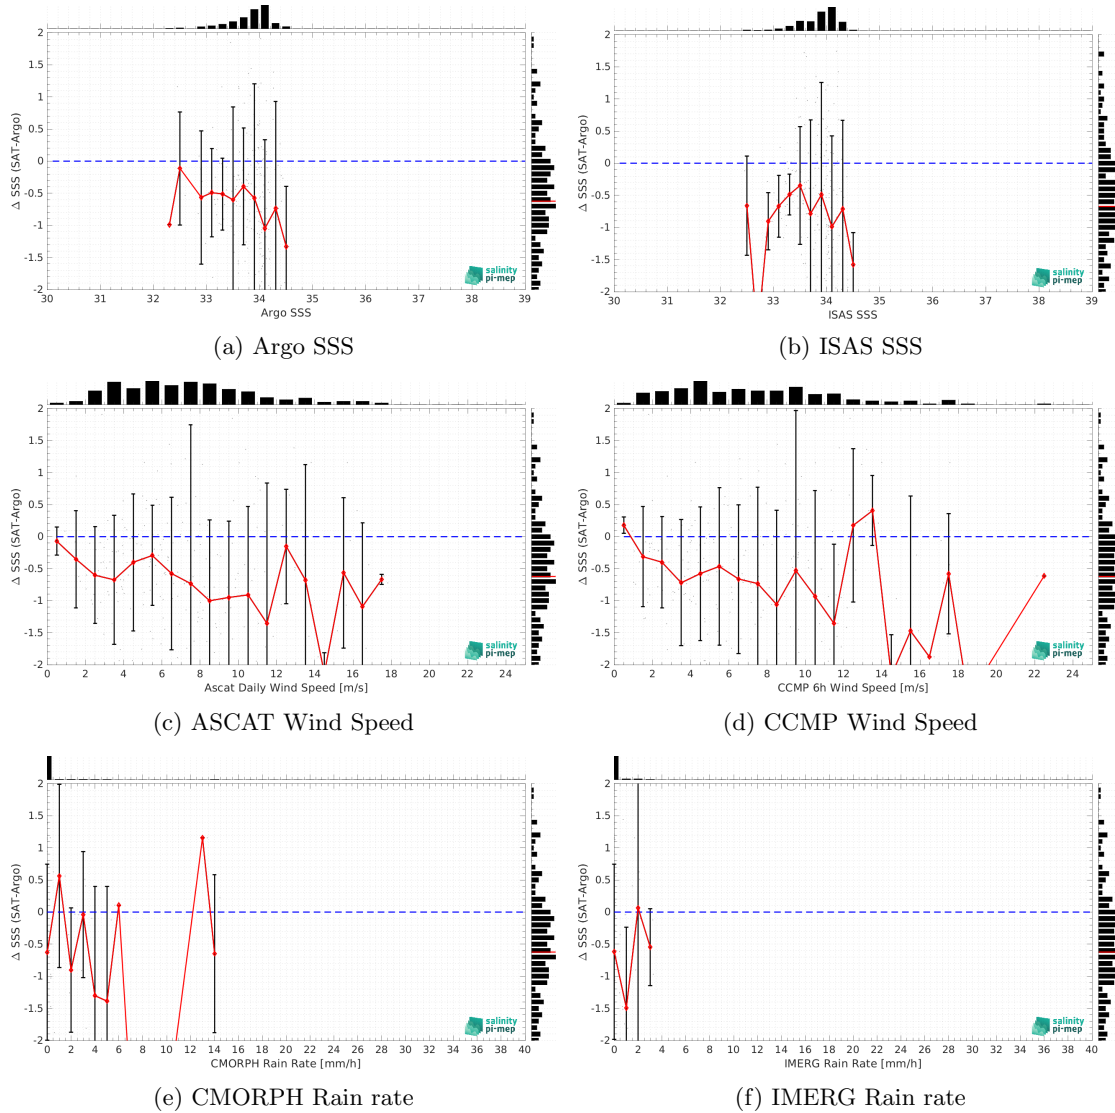 2
1.5
1
0.5
0
-0.5
-1
-1.5
-2
Δ SSS (SAT-Argo)
30 31 32 33 34 35 36 37 38 39
Argo SSS
salinity
pi-mep
(a) Argo SSS
2
1.5
1
0.5
0
-0.5
-1
-1.5
-2
Δ SSS (SAT-Argo)
30 31 32 33 34 35 36 37 38 39
ISAS SSS
salinity
pi-mep
(b) ISAS SSS
2
1.5
1
0.5
0
-0.5
-1
-1.5
-2
Δ SSS (SAT-Argo)
0 2 4 6 8 10 12 14 16 18 20 22 24
Ascat Daily Wind Speed [m/s]
salinity
pi-mep
(c) ASCAT Wind Speed
2
1.5
1
0.5
0
-0.5
-1
-1.5
-2
Δ SSS (SAT-Argo)
0 2 4 6 8 10 12 14 16 18 20 22 24
CCMP 6h Wind Speed [m/s]
salinity
pi-mep
(d) CCMP Wind Speed
2
1.5
1
0.5
0
-0.5
-1
-1.5
-2
Δ SSS (SAT-Argo)
0 2 4 6 8 10 12 14 16 18 20 22 24 26 28 30 32 34 36 38 40
CMORPH Rain Rate [mm/h]
salinity
pi-mep
(e) CMORPH Rain rate
2
1.5
1
0.5
0
-0.5
-1
-1.5
-2
Δ SSS (SAT-Argo)
0 2 4 6 8 10 12 14 16 18 20 22 24 26 28 30 32 34 36 38 40
IMERG Rain Rate [mm/h]
salinity
pi-mep
(f) IMERG Rain rate